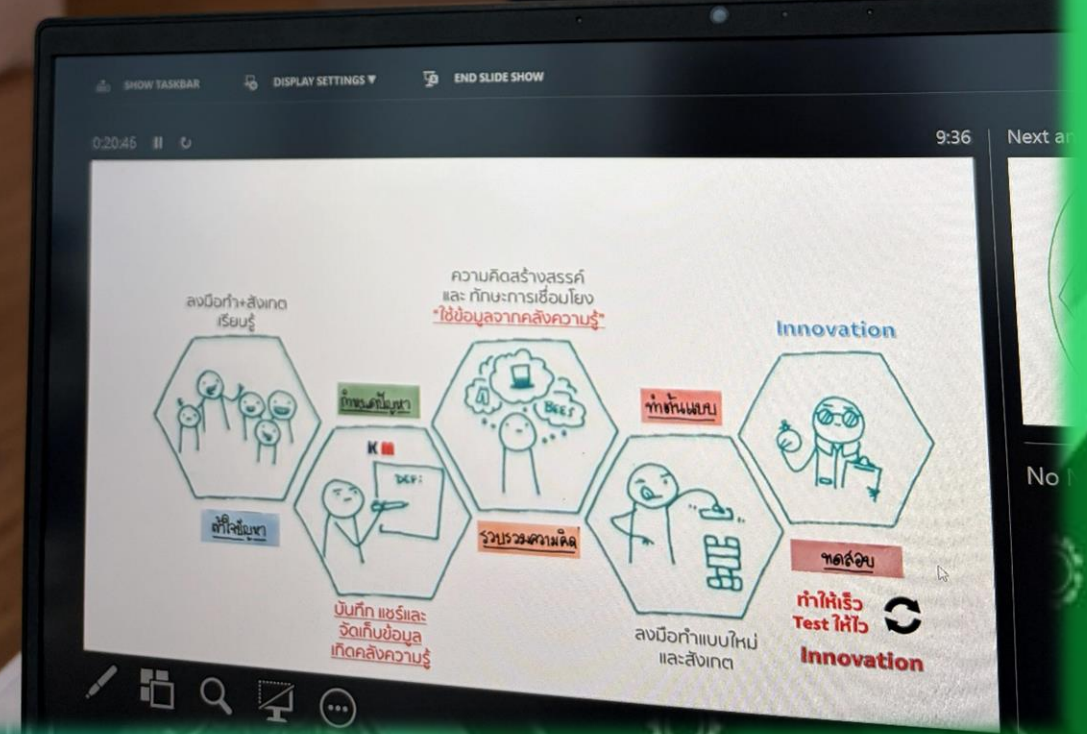 SHOW TASKBAR
DISPLAY SETTINGS ▼
END SLIDE SHOW
0:20:45
9:36
Next
ลงมือทำ+สังเกต
เรียนรู้
เข้าใจปัญหา
กำหนดปัญหา
KM
DEF:
บันทึก แชร์และ
จัดเก็บข้อมูล
เกิดคลังความรู้
ความคิดสร้างสรรค์
และ ทักษะการเชื่อมโยง
"ใช้ข้อมูลจากคลังความรู้"
รวบรวมความคิด
ทำต้นแบบ
ลงมือทำแบบใหม่
และสังเกต
Innovation
ทดสอบ
ทำให้เร็ว
Test ให้ไว
Innovation
No